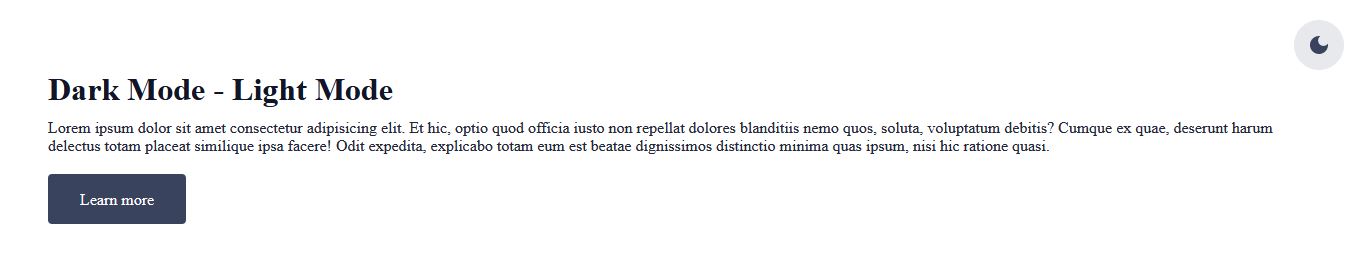 Dark Mode - Light Mode
Lorem ipsum dolor sit amet consectetur adipisicing elit. Et hic, optio quod officia iusto non repellat dolores blanditiis nemo quos, soluta, voluptatum debitis? Cumque ex quae, deserunt harum
delectus totam placeat similique ipsa facere! Odit expedita, explicabo totam eum est beatae dignissimos distinctio minima quas ipsum, nisi hic ratione quasi.
Learn more